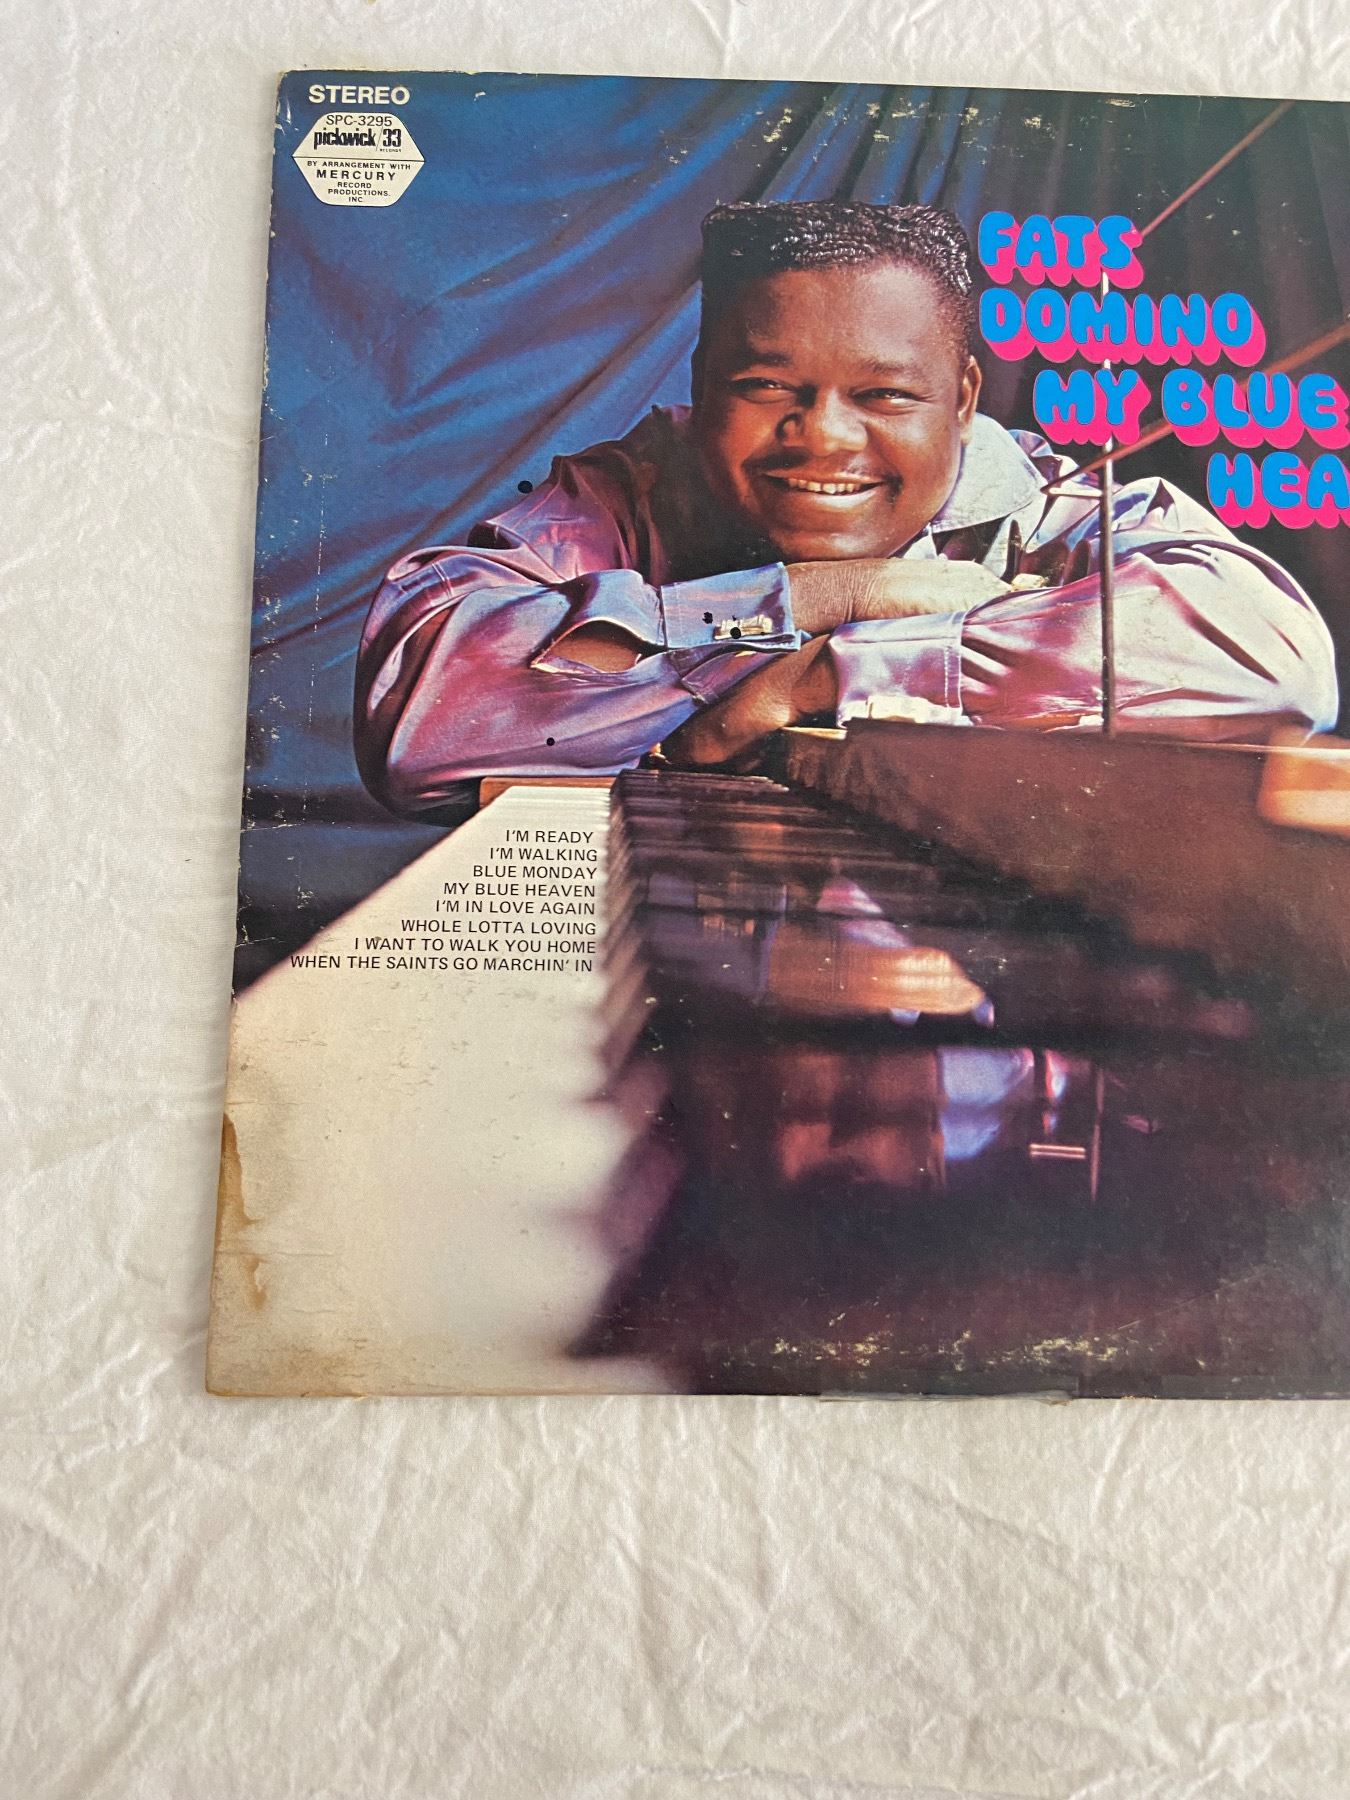 STEREO
SPC-3295
pickwick/33
RECORDS
BY ARRANGEMENT WITH
MERCURY
RECORD
PRODUCTIONS,
INC
FATS
DOMINO
MY BLUE
HEA
I'M READY
I'M WALKING
BLUE MONDAY
MY BLUE HEAVEN
I'M IN LOVE AGAIN
WHOLE LOTTA LOVING
I WANT TO WALK YOU HOME
WHEN THE SAINTS GO MARCHIN' IN